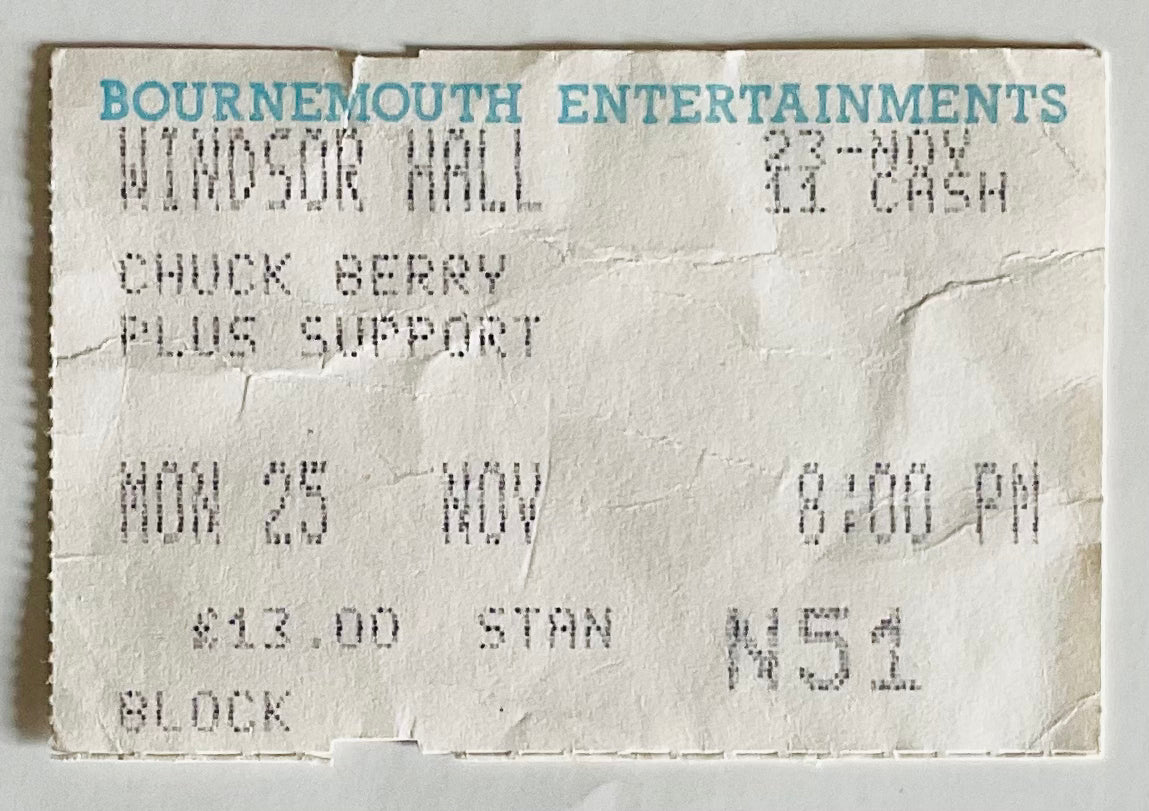 BOURNEMOUTH ENTERTAINMENTS
WINDSOR HALL 23-NOV
11 CASH
CHUCK BERRY
PLUS SUPPORT
MON 25 NOV 8:00 PM
£13.00 STAN N51
BLOCK